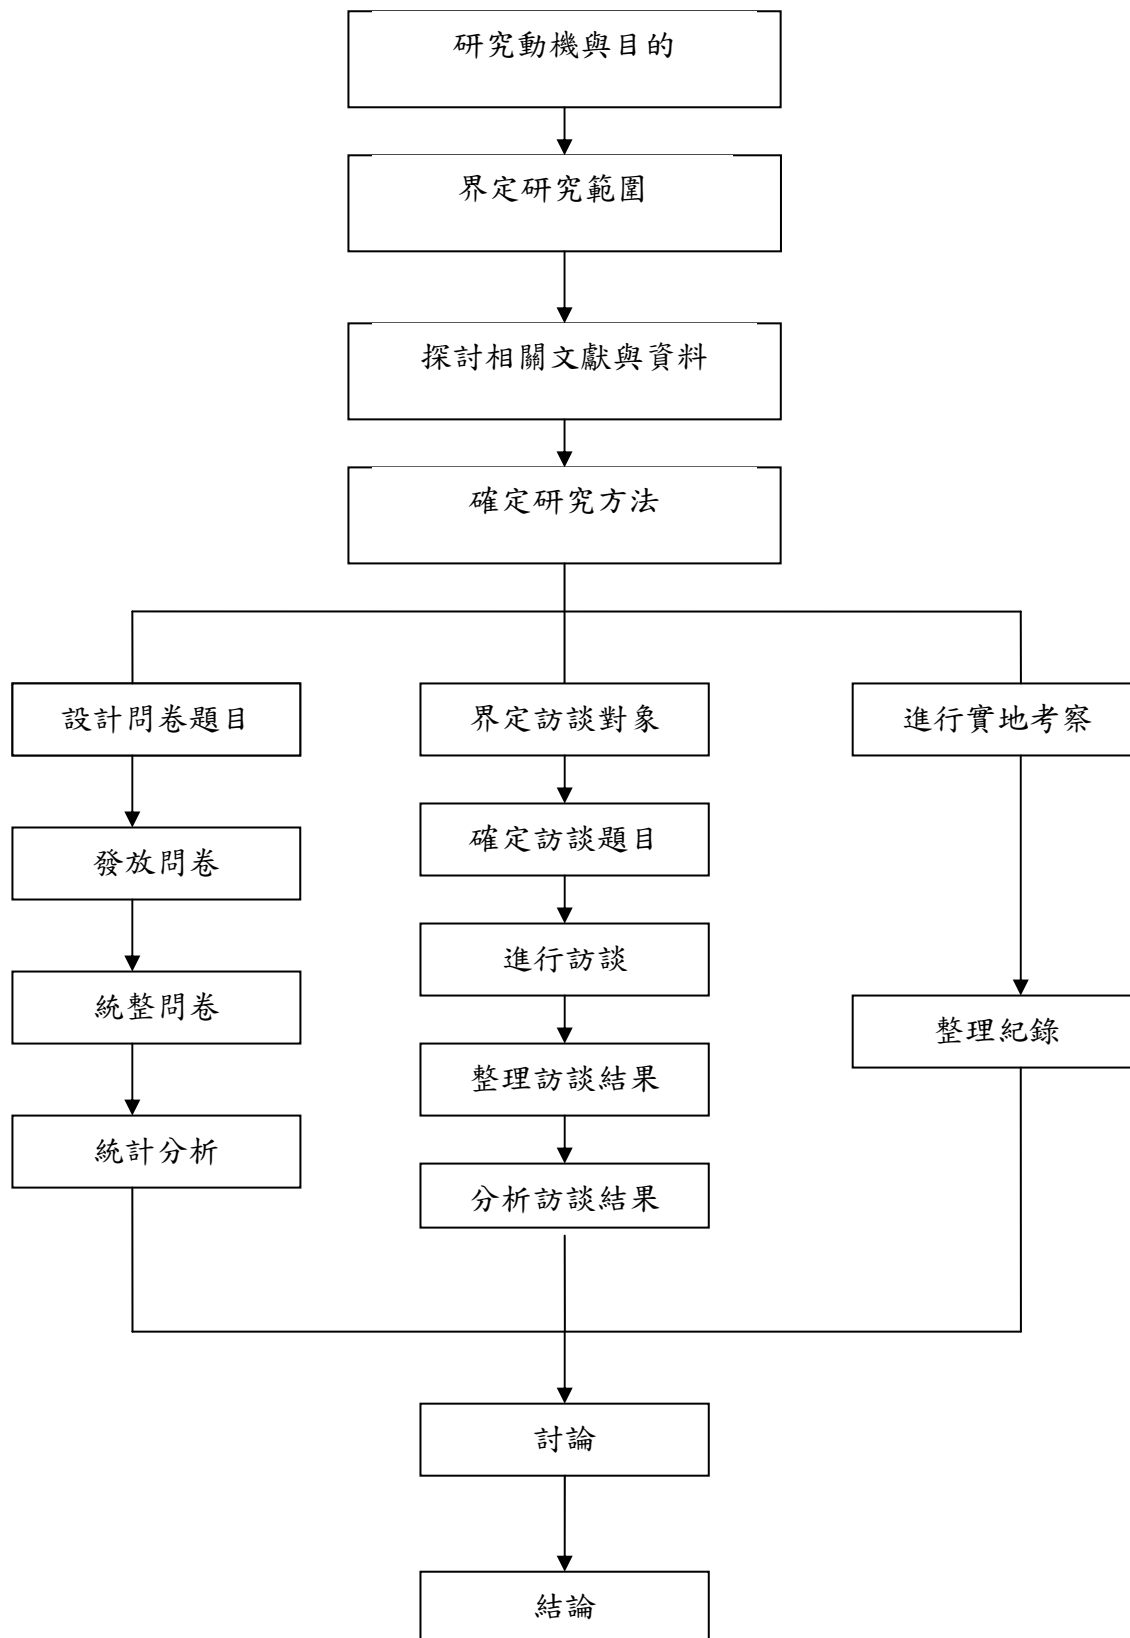 研究動機與目的
界定研究範圍
探討相關文獻與資料
確定研究方法
設計問卷題目
界定訪談對象
進行實地考察
發放問卷
確定訪談題目
統整問卷
進行訪談
整理紀錄
統計分析
整理訪談結果
分析訪談結果
討論
結論